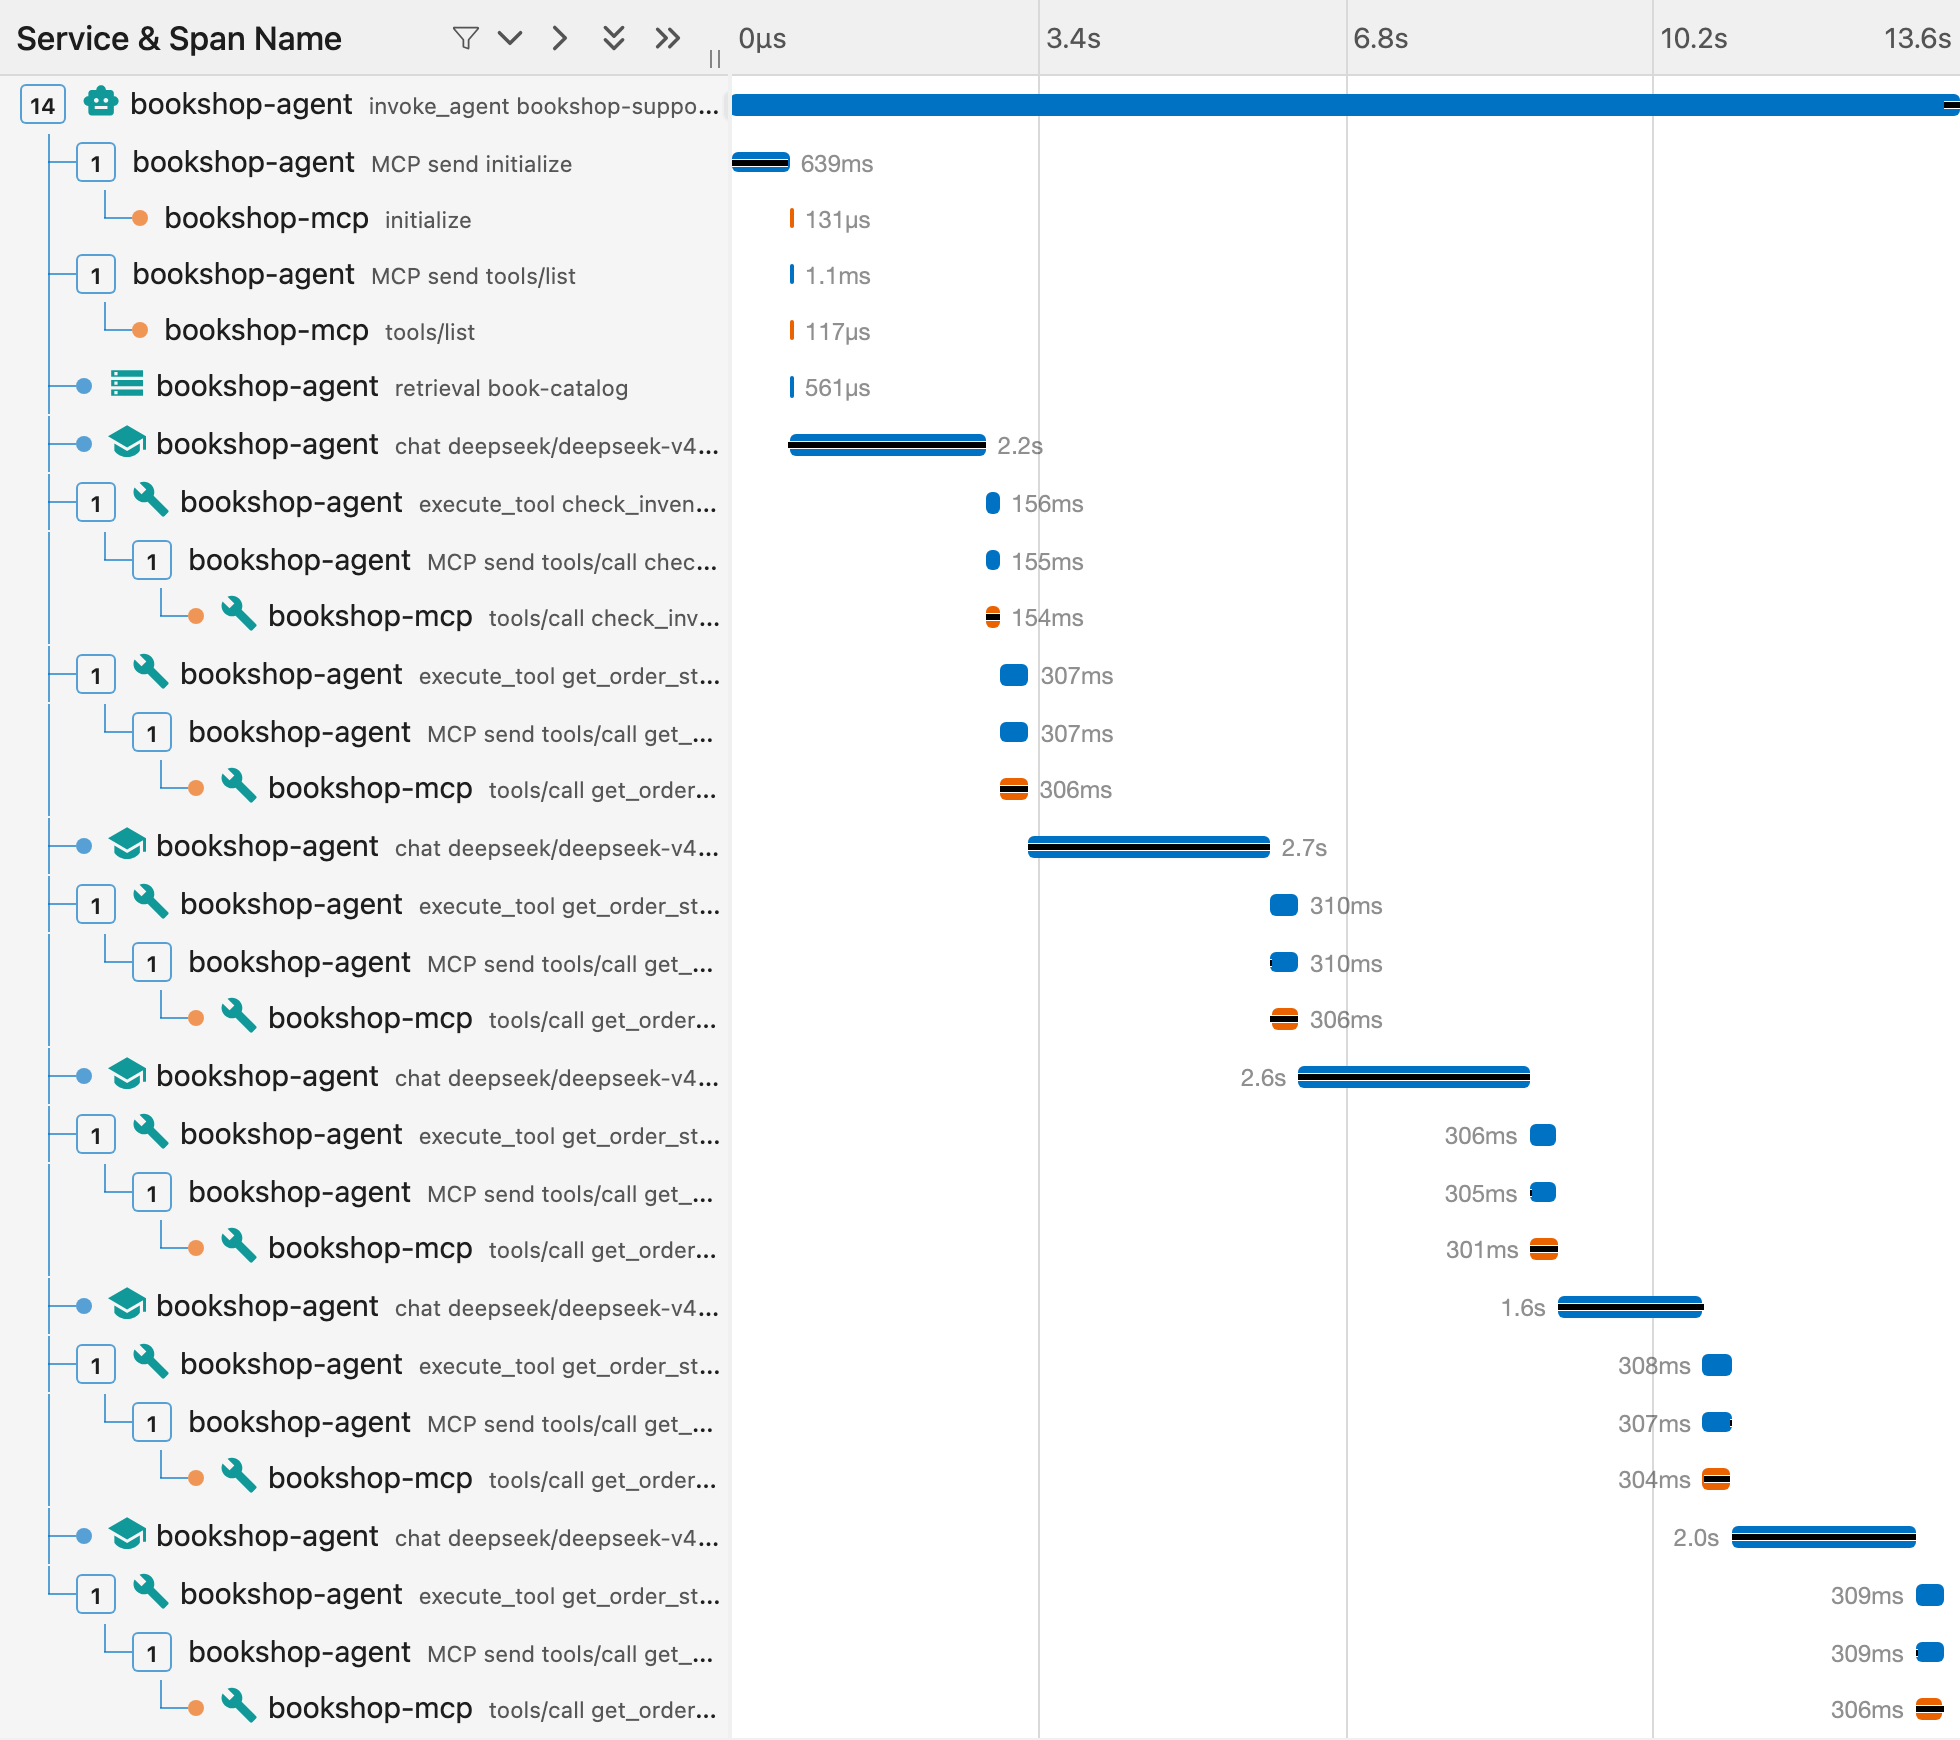 Service & Span Name 0μs 3.4s 6.8s 10.2s 13.6s
14 bookshop-agent invoke_agent bookshop-suppo...
1 bookshop-agent MCP send initialize 639ms
bookshop-mcp initialize 131μs
1 bookshop-agent MCP send tools/list 1.1ms
bookshop-mcp tools/list 117μs
bookshop-agent retrieval book-catalog 561μs
bookshop-agent chat deepseek/deepseek-v4... 2.2s
1 bookshop-agent execute_tool check_inven... 156ms
1 bookshop-agent MCP send tools/call chec... 155ms
bookshop-mcp tools/call check_inv... 154ms
1 bookshop-agent execute_tool get_order_st... 307ms
1 bookshop-agent MCP send tools/call get_... 307ms
bookshop-mcp tools/call get_order... 306ms
bookshop-agent chat deepseek/deepseek-v4... 2.7s
1 bookshop-agent execute_tool get_order_st... 310ms
1 bookshop-agent MCP send tools/call get_... 310ms
bookshop-mcp tools/call get_order... 306ms
bookshop-agent chat deepseek/deepseek-v4... 2.6s
1 bookshop-agent execute_tool get_order_st... 306ms
1 bookshop-agent MCP send tools/call get_... 305ms
bookshop-mcp tools/call get_order... 301ms
bookshop-agent chat deepseek/deepseek-v4... 1.6s
1 bookshop-agent execute_tool get_order_st... 308ms
1 bookshop-agent MCP send tools/call get_... 307ms
bookshop-mcp tools/call get_order... 304ms
bookshop-agent chat deepseek/deepseek-v4... 2.0s
1 bookshop-agent execute_tool get_order_st... 309ms
1 bookshop-agent MCP send tools/call get_... 309ms
bookshop-mcp tools/call get_order... 306ms